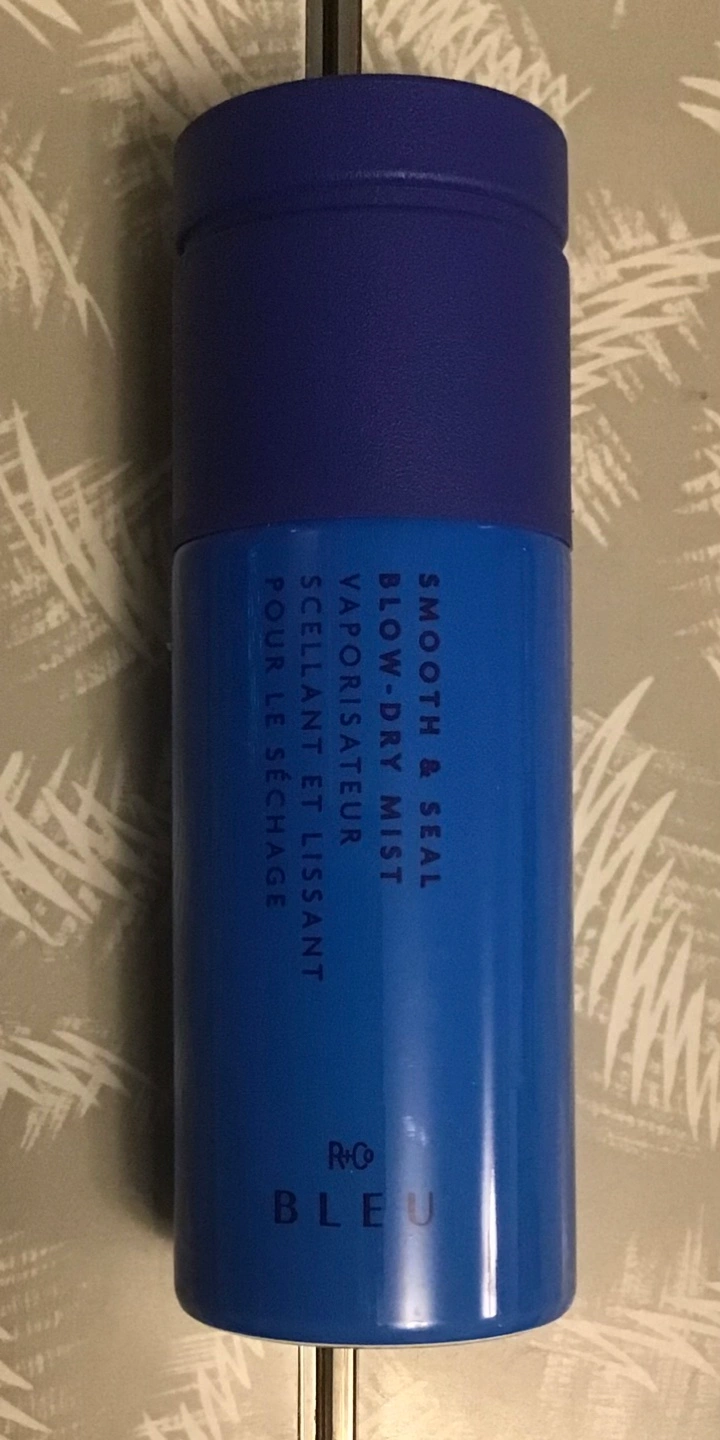 SMOOTH & SEAL
BLOW-DRY MIST
VAPORISATEUR
SCELLANT ET LISSANT
POUR LE SÉCHAGE
R+Co
BLEU